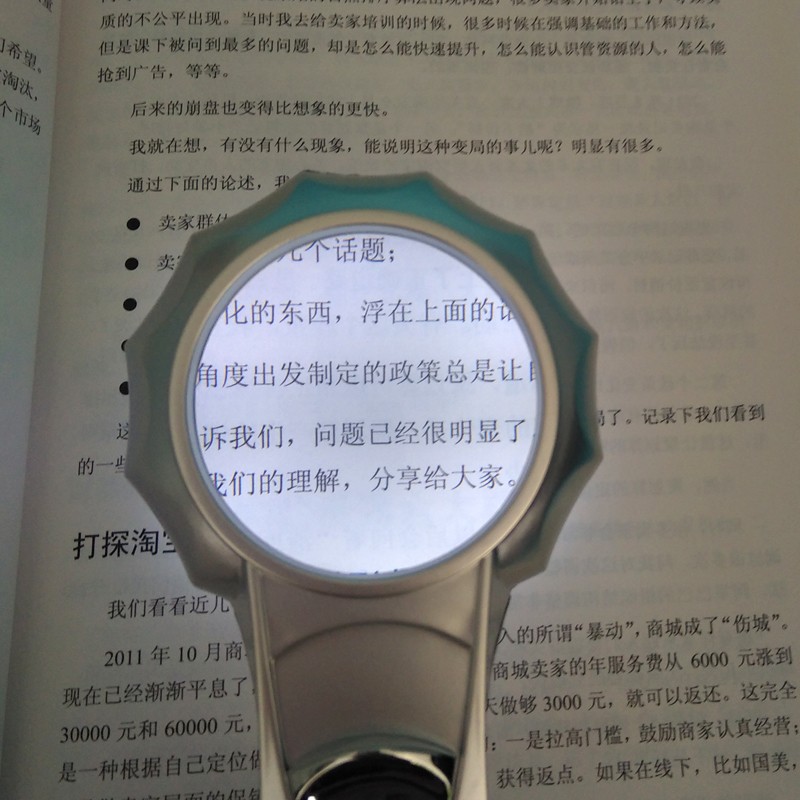 质的不公平出现。当时我去给卖家培训的时候，很多时候在强调基础的工作和方法，
但是课下被问到最多的问题，却是怎么能快速提升，怎么能认识管资源的人，怎么能
抢到广告，等等。
后来的崩盘也变得比想象的更快。
我就在想，有没有什么现象，能说明这种变局的事儿呢？明显有很多。
通过下面的论述，我
● 卖家群体
● 卖
几个话题；
化的东西，浮在上面的话
角度出发制定的政策总是让
诉我们，问题已经很明显了
局了。记录下我们看到
的一些
我们的理解，分享给大家。
打探淘宝
我们看看近几
入的所谓“暴动”，商城成了“伤城”。
2011 年 10 月商
商城卖家的年服务费从 6000 元涨到
现在已经渐渐平息了，
天做够 3000 元，就可以返还。这完全
30000 元和 60000 元，
：一是拉高门槛，鼓励商家认真经营；
是一种根据自己定位做
获得返点。如果在线下，比如国美，
希望。
淘汰，
个市场